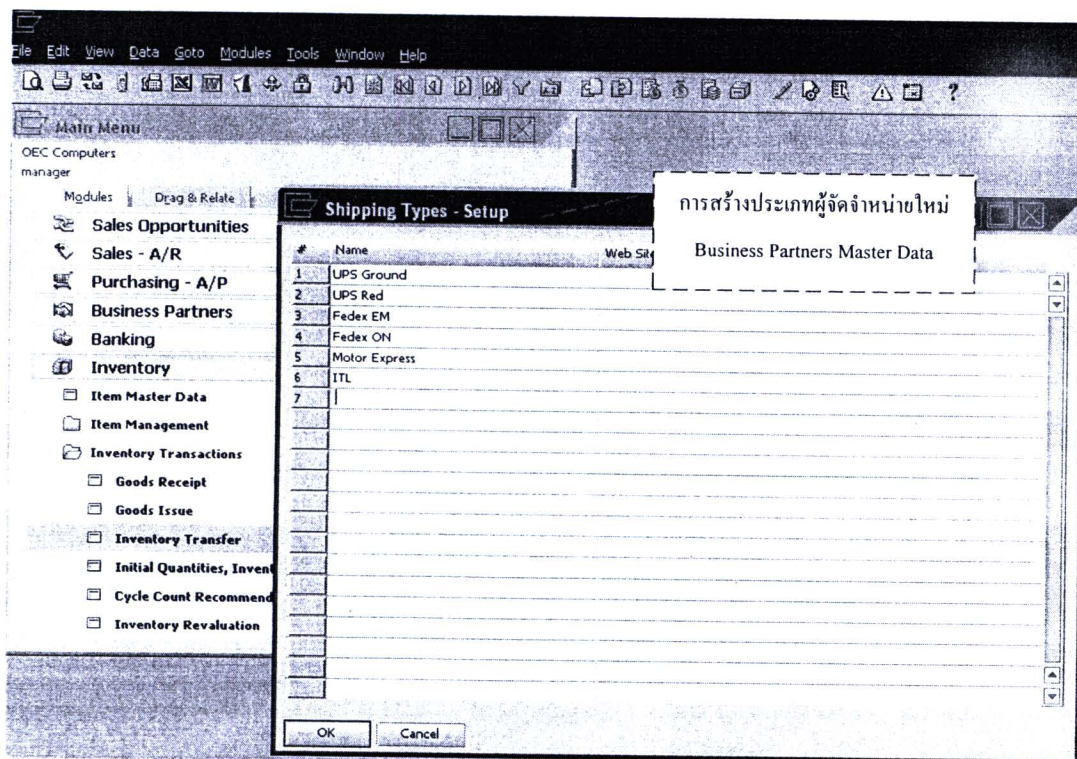 File Edit View Data Goto Modules Tools Window Help
Main Menu
OEC Computers
manager
Modules Drag & Relate
Sales Opportunities
Sales - A/R
Purchasing - A/P
Business Partners
Banking
Inventory
Item Master Data
Item Management
Inventory Transactions
Goods Receipt
Goods Issue
Inventory Transfer
Initial Quantities, Invent
Cycle Count Recommend
Inventory Revaluation
Shipping Types - Setup
การสร้างประเภทผู้จัดจำหน่ายใหม่
Business Partners Master Data
# Name Web Sit
1 UPS Ground
2 UPS Red
3 Fedex EM
4 Fedex ON
5 Motor Express
6 ITL
7
OK Cancel